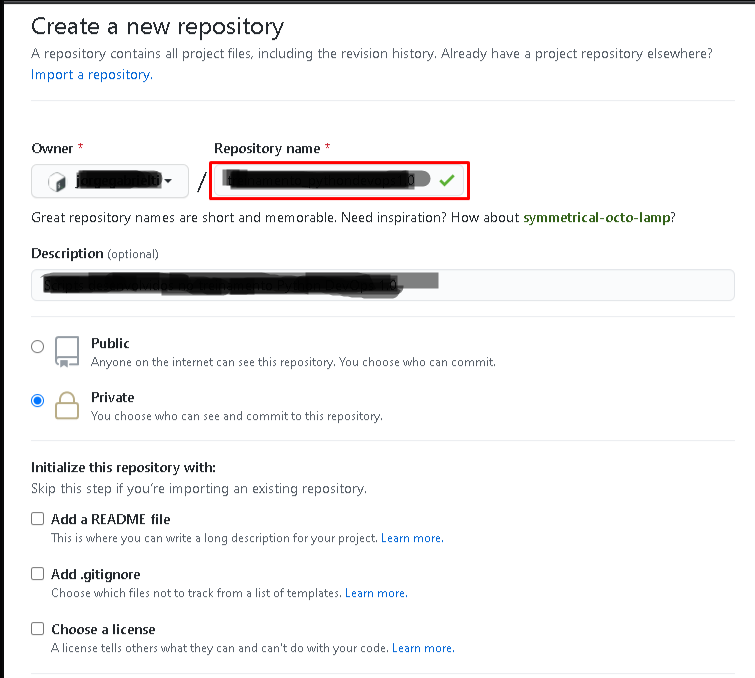 Create a new repository
A repository contains all project files, including the revision history. Already have a project repository elsewhere?
Import a repository.
Owner *
Repository name *
/
Great repository names are short and memorable. Need inspiration? How about symmetrical-octo-lamp?
Description (optional)
Public
Anyone on the internet can see this repository. You choose who can commit.
Private
You choose who can see and commit to this repository.
Initialize this repository with:
Skip this step if you’re importing an existing repository.
Add a README file
This is where you can write a long description for your project. Learn more.
Add .gitignore
Choose which files not to track from a list of templates. Learn more.
Choose a license
A license tells others what they can and can't do with your code. Learn more.